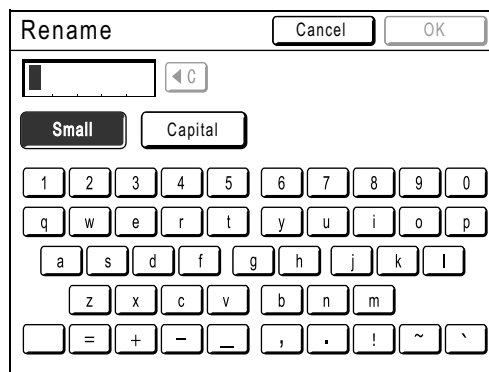 Rename Cancel OK
◀ C
Small Capital
1 2 3 4 5 6 7 8 9 0
q w e r t y u i o p
a s d f g h j k l
z x c v b n m
= + – _ , . ! ~ `